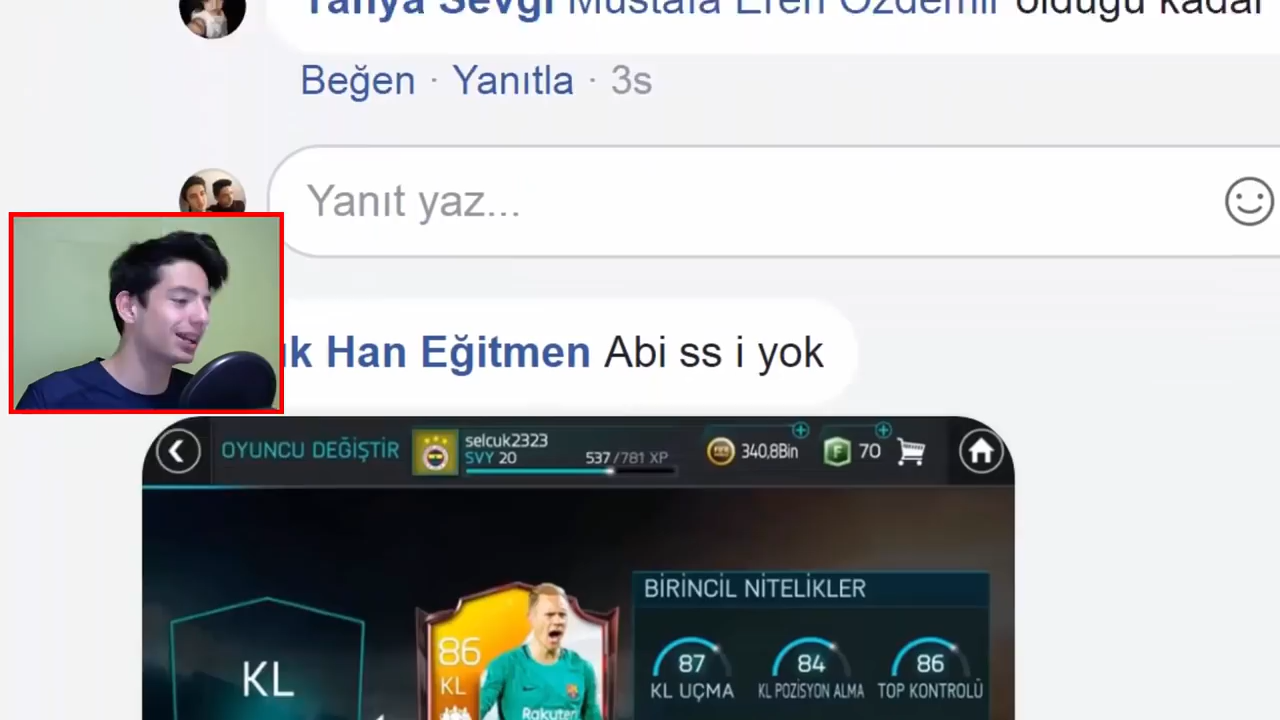 Tanya Sevgi Mustafa Eren Özdemir olduğu kadar
Beğen · Yanıtla · 3s
Yanıt yaz...
k Han Eğitmen Abi ss i yok
OYUNCU DEĞİŞTİR
selcuk2323
SVY 20
537/781 XP
340,8Bin
70
BİRİNCİL NİTELİKLER
86
KL
KL
87
84
86
KL UÇMA
KL POZİSYON ALMA
TOP KONTROLÜ
Rakuten